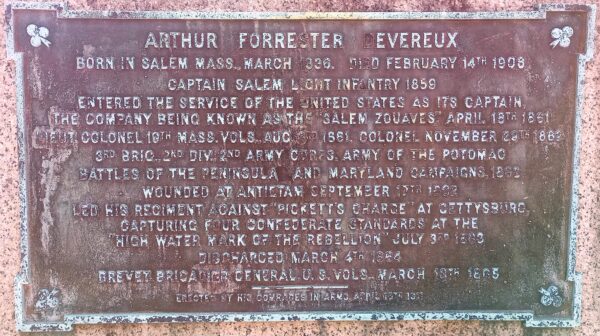 ARTHUR FORRESTER DEVEREUX
BORN IN SALEM MASS., MARCH 1836. DIED FEBRUARY 14TH 1906
CAPTAIN SALEM LIGHT INFANTRY 1859
ENTERED THE SERVICE OF THE UNITED STATES AS ITS CAPTAIN,
THE COMPANY BEING KNOWN AS THE "SALEM ZOUAVES" APRIL 18TH 1861
LIEUT COLONEL 19TH MASS. VOLS., AUG. 3RD 1861, COLONEL NOVEMBER 29TH 1862
3RD BRIG., 2ND DIV., 2ND ARMY CORPS, ARMY OF THE POTOMAC
BATTLES OF THE PENINSULA AND MARYLAND CAMPAIGNS, 1862
WOUNDED AT ANTIETAM SEPTEMBER 17TH 1862
LED HIS REGIMENT AGAINST "PICKETT'S CHARGE" AT GETTYSBURG
CAPTURING FOUR CONFEDERATE STANDARDS AT THE
"HIGH WATER MARK OF THE REBELLION" JULY 3RD 1863
DISCHARGED MARCH 4TH 1864
BREVET BRIGADIER GENERAL U.S. VOLS., MARCH 13TH 1865
ERECTED BY HIS COMRADES IN ARMS, APRIL